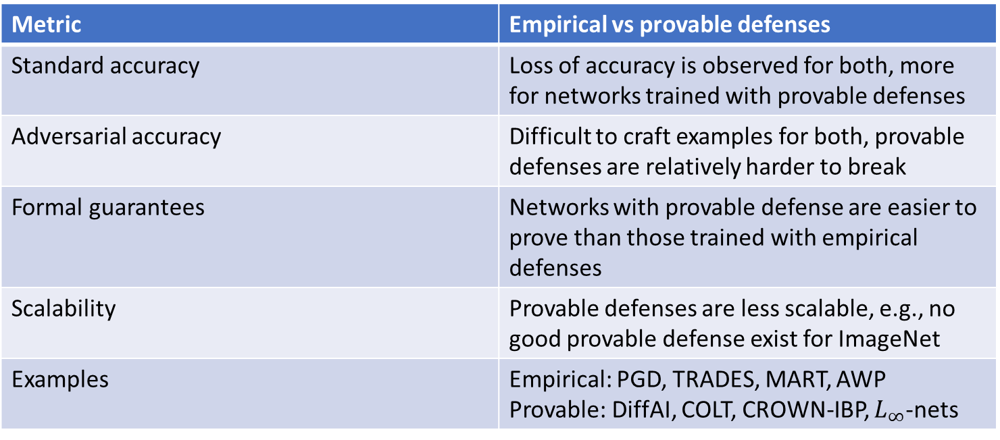 Metric
Empirical vs provable defenses
Standard accuracy
Loss of accuracy is observed for both, more
for networks trained with provable defenses
Adversarial accuracy
Difficult to craft examples for both, provable
defenses are relatively harder to break
Formal guarantees
Networks with provable defense are easier to
prove than those trained with empirical
defenses
Scalability
Provable defenses are less scalable, e.g., no
good provable defense exist for ImageNet
Examples
Empirical: PGD, TRADES, MART, AWP
Provable: DiffAI, COLT, CROWN-IBP, L∞-nets